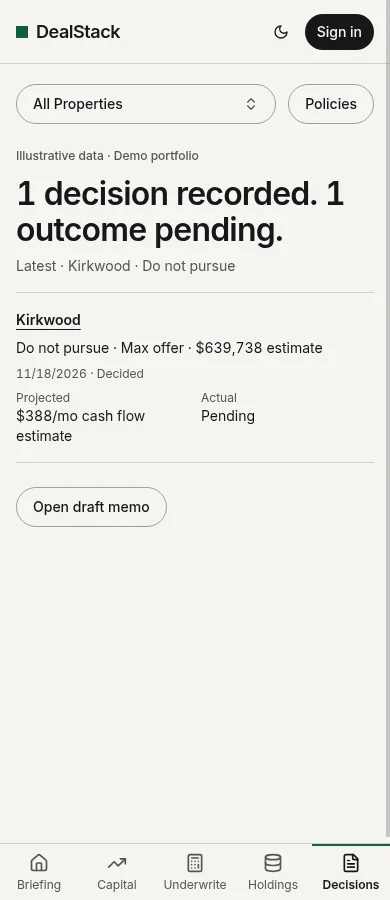 DealStack
Sign in
All Properties
Policies
Illustrative data · Demo portfolio
1 decision recorded. 1
outcome pending.
Latest · Kirkwood · Do not pursue
Kirkwood
Do not pursue · Max offer · $639,738 estimate
11/18/2026 · Decided
Projected
$388/mo cash flow
estimate
Actual
Pending
Open draft memo
Briefing
Capital
Underwrite
Holdings
Decisions